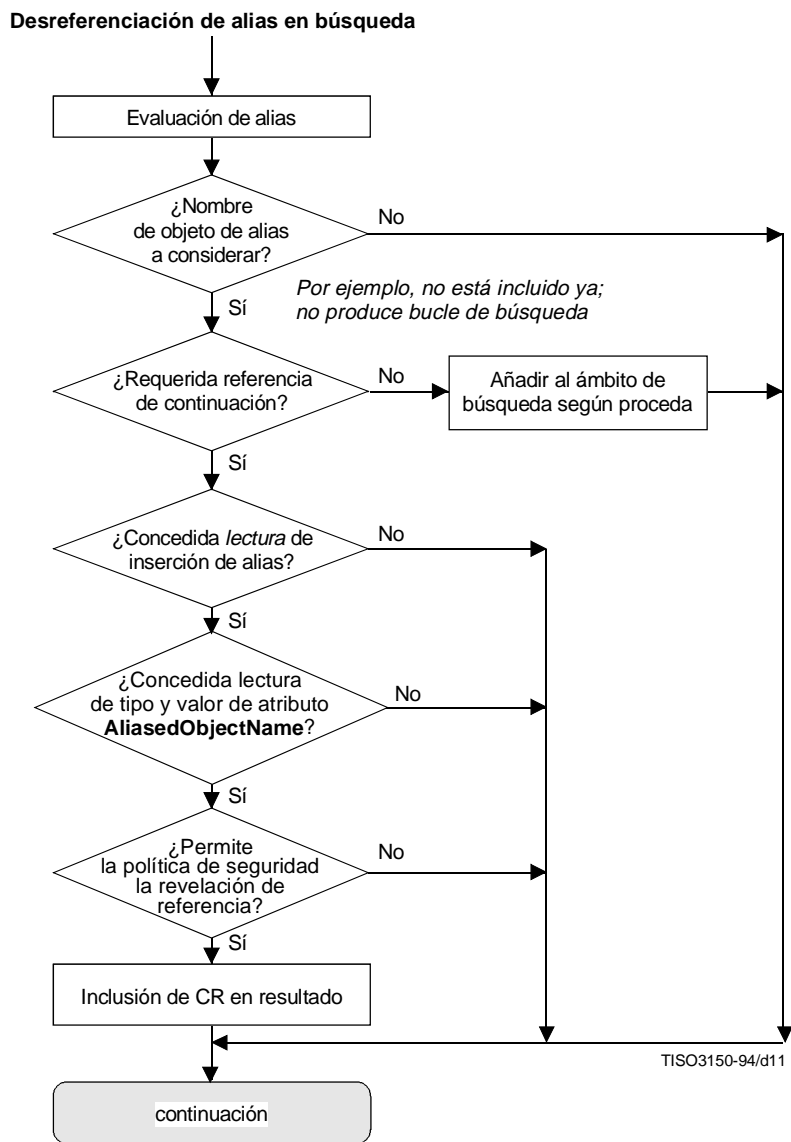 Desreferenciación de alias en búsqueda
Evaluación de alias
¿Nombre
de objeto de alias
a considerar?
No
Por ejemplo, no está incluido ya;
no produce bucle de búsqueda
Sí
¿Requerida referencia
de continuación?
No
Añadir al ámbito de
búsqueda según proceda
Sí
¿Concedida lectura de
inserción de alias?
No
Sí
¿Concedida lectura
de tipo y valor de atributo
AliasedObjectName?
No
Sí
¿Permite
la política de seguridad
la revelación de
referencia?
No
Sí
Inclusión de CR en resultado
TISO3150-94/d11
continuación